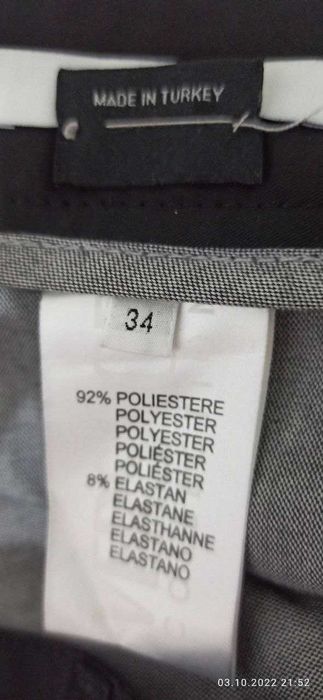 MADE IN TURKEY
34
92% POLIESTERE
POLYESTER
POLYESTER
POLIÉSTER
POLIÉSTER
8% ELASTAN
ELASTANE
ELASTHANNE
ELASTANO
ELASTANO
03.10.2022 21:52